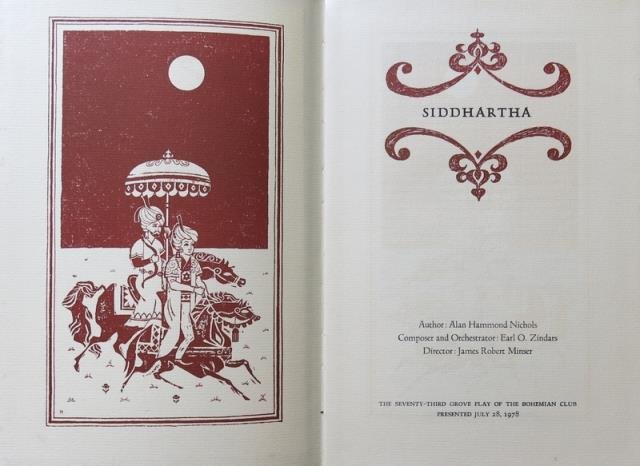 SIDDHARTHA
Author: Alan Hammond Nichols
Composer and Orchestrator: Earl O. Zindars
Director: James Robert Minser
THE SEVENTY-THIRD GROVE PLAY OF THE BOHEMIAN CLUB
PRESENTED JULY 28, 1978